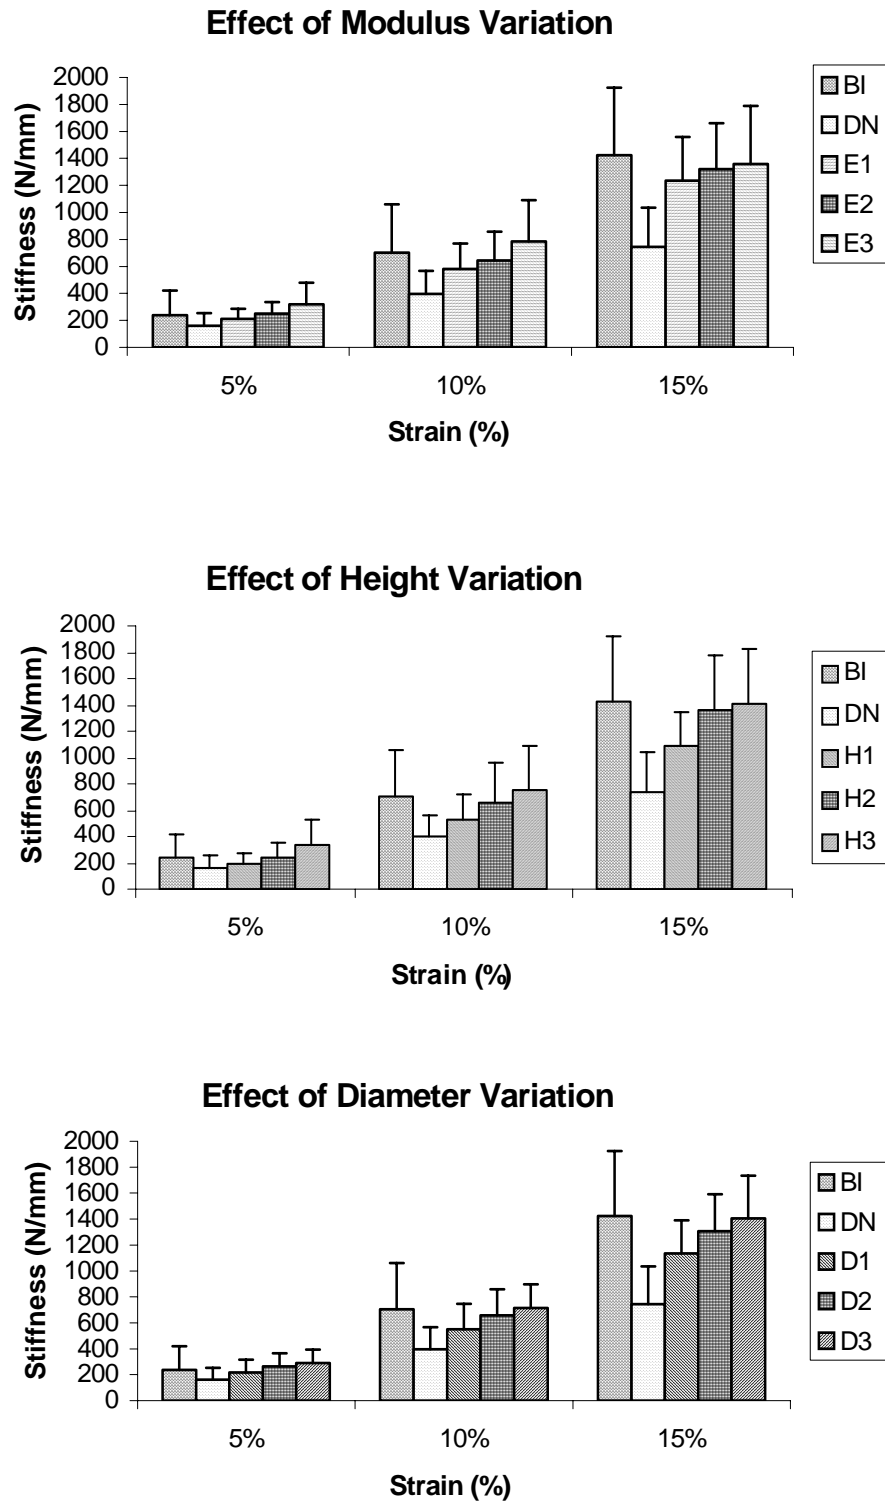 Effect of Modulus Variation
Stiffness (N/mm)
2000
1800
1600
1400
1200
1000
800
600
400
200
0
5%
10%
15%
Strain (%)
BI
DN
E1
E2
E3
Effect of Height Variation
Stiffness (N/mm)
2000
1800
1600
1400
1200
1000
800
600
400
200
0
5%
10%
15%
Strain (%)
BI
DN
H1
H2
H3
Effect of Diameter Variation
Stiffness (N/mm)
2000
1800
1600
1400
1200
1000
800
600
400
200
0
5%
10%
15%
Strain (%)
BI
DN
D1
D2
D3